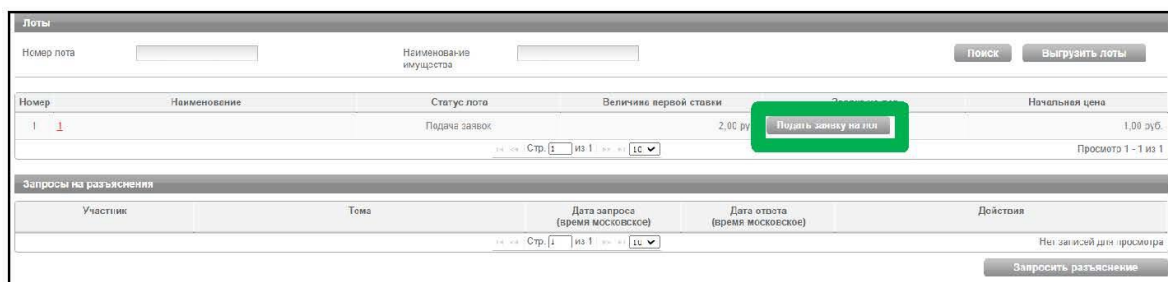 Лоты
Номер лота Наименование имущества Поиск Выгрузить лоты
Номер Наименование Статус лота Величина первой ставки Начальная цена
1 1 Подача заявок 2,00 ру Подать заявку на лот 1,00 руб.
Стр. 1 из 1 10 Просмотр 1 - 1 из 1
Запросы на разъяснения
Участник Тема Дата запроса (время московское) Дата ответа (время московское) Действия
Стр. 1 из 1 10 Нет записей для просмотра
Запросить разъяснение